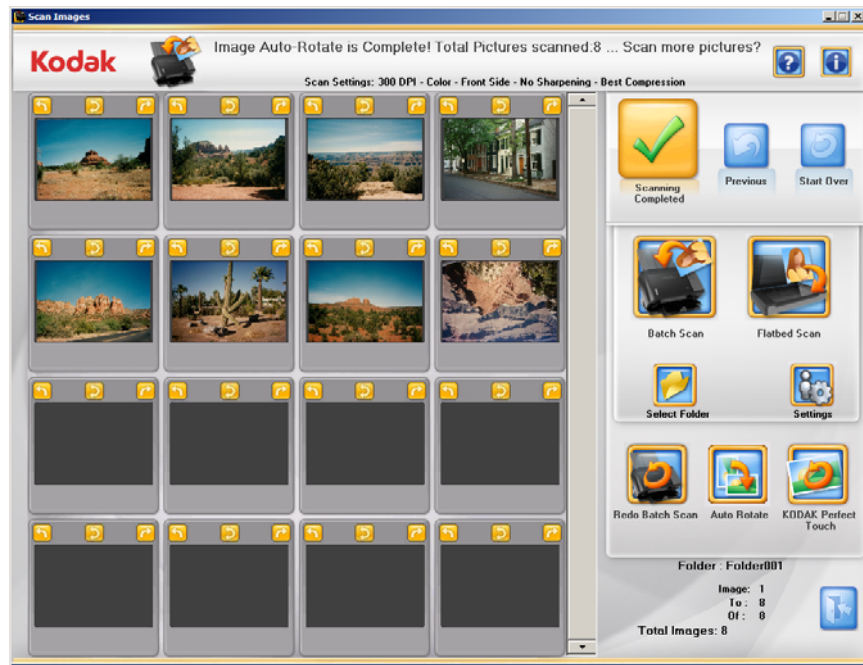 Scan Images
Kodak
Image Auto-Rotate is Complete! Total Pictures scanned:8 ... Scan more pictures?
Scan Settings: 300 DPI - Color - Front Side - No Sharpening - Best Compression
Scanning
Completed
Previous
Start Over
Batch Scan
Flatbed Scan
Select Folder
Settings
Redo Batch Scan
Auto Rotate
KODAK Perfect
Touch
Folder : Folder001
Image: 1
To : 8
Of : 8
Total Images: 8